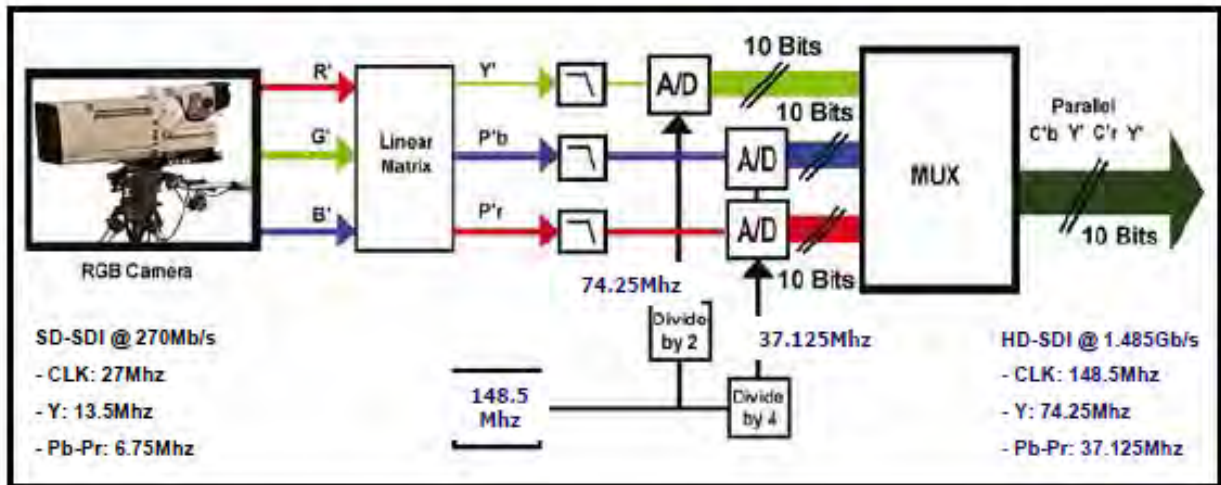 10 Bits
R'
Y'
A/D
10 Bits
Parallel
C'b Y' C'r Y'
G'
Linear
Matrix
P'b
A/D
MUX
B'
P'r
A/D
10 Bits
10 Bits
RGB Camera
74.25Mhz
Divide
by 2
37.125Mhz
SD-SDI @ 270Mb/s
- CLK: 27Mhz
- Y: 13.5Mhz
- Pb-Pr: 6.75Mhz
148.5
Mhz
Divide
by 4
HD-SDI @ 1.485Gb/s
- CLK: 148.5Mhz
- Y: 74.25Mhz
- Pb-Pr: 37.125Mhz